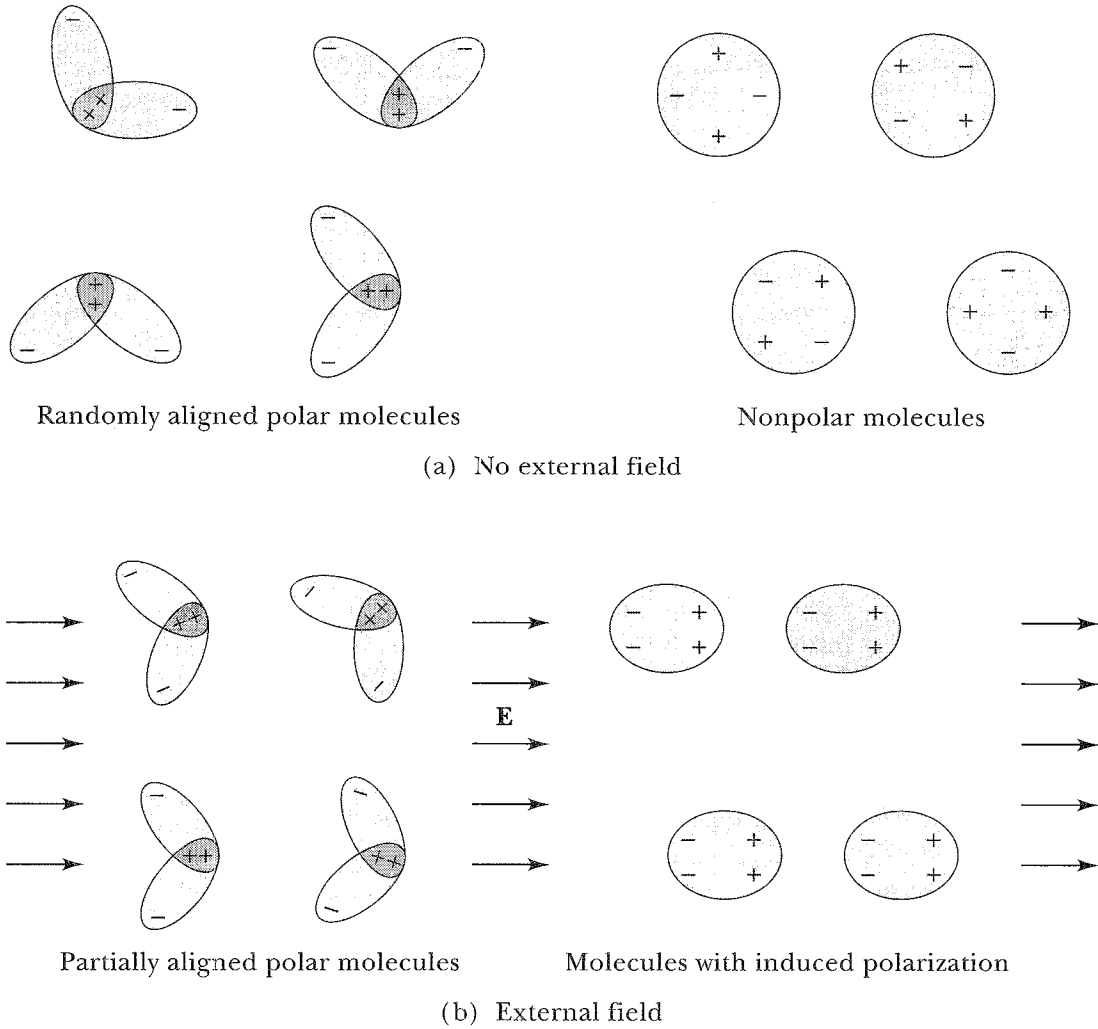 Randomly aligned polar molecules
Nonpolar molecules
(a) No external field
E
Partially aligned polar molecules
Molecules with induced polarization
(b) External field